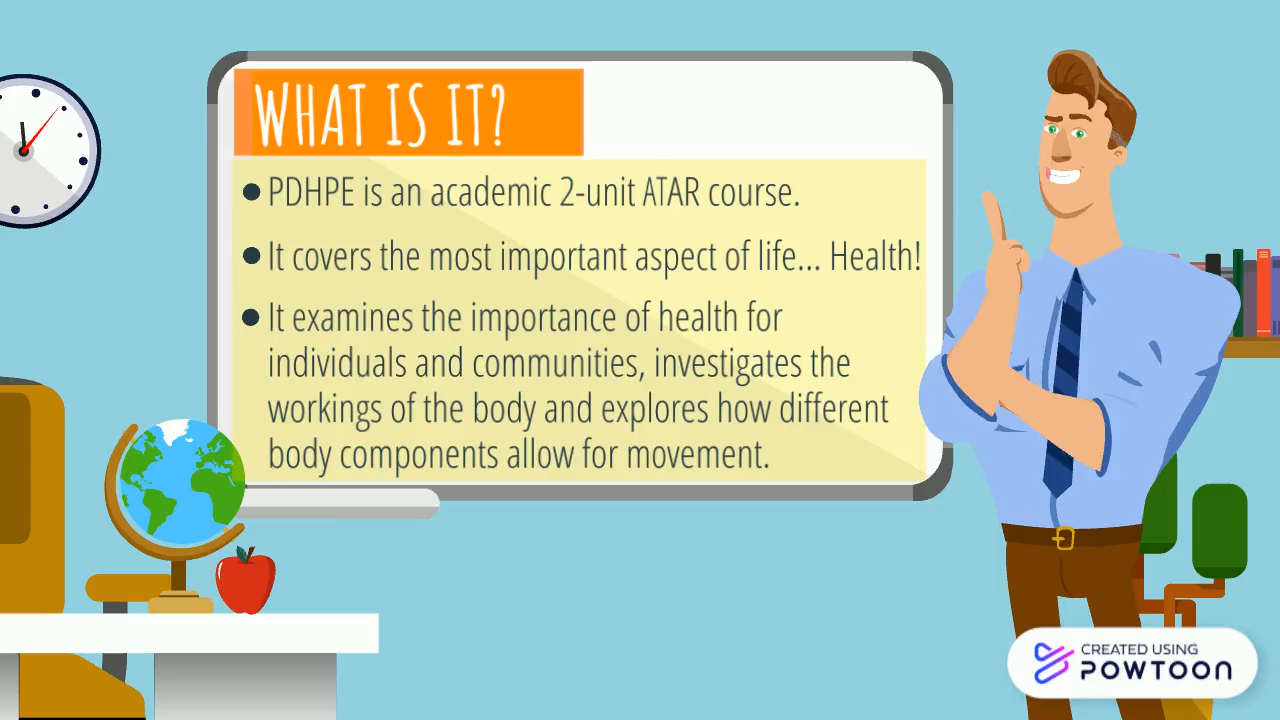 WHAT IS IT?
● PDHPE is an academic 2-unit ATAR course.
● It covers the most important aspect of life... Health!
● It examines the importance of health for
individuals and communities, investigates the
workings of the body and explores how different
body components allow for movement.
CREATED USING
POWTOON